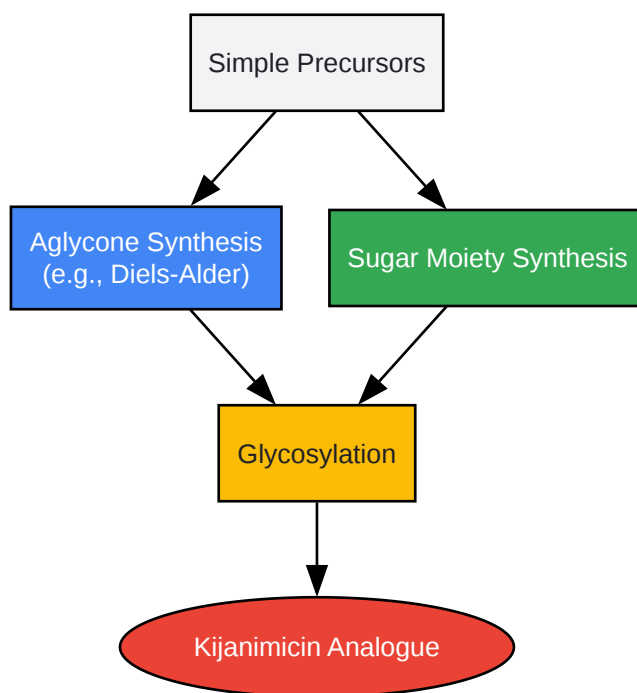 Simple Precursors
Aglycone Synthesis
(e.g., Diels-Alder)
Sugar Moiety Synthesis
Glycosylation
Kijanimicin Analogue